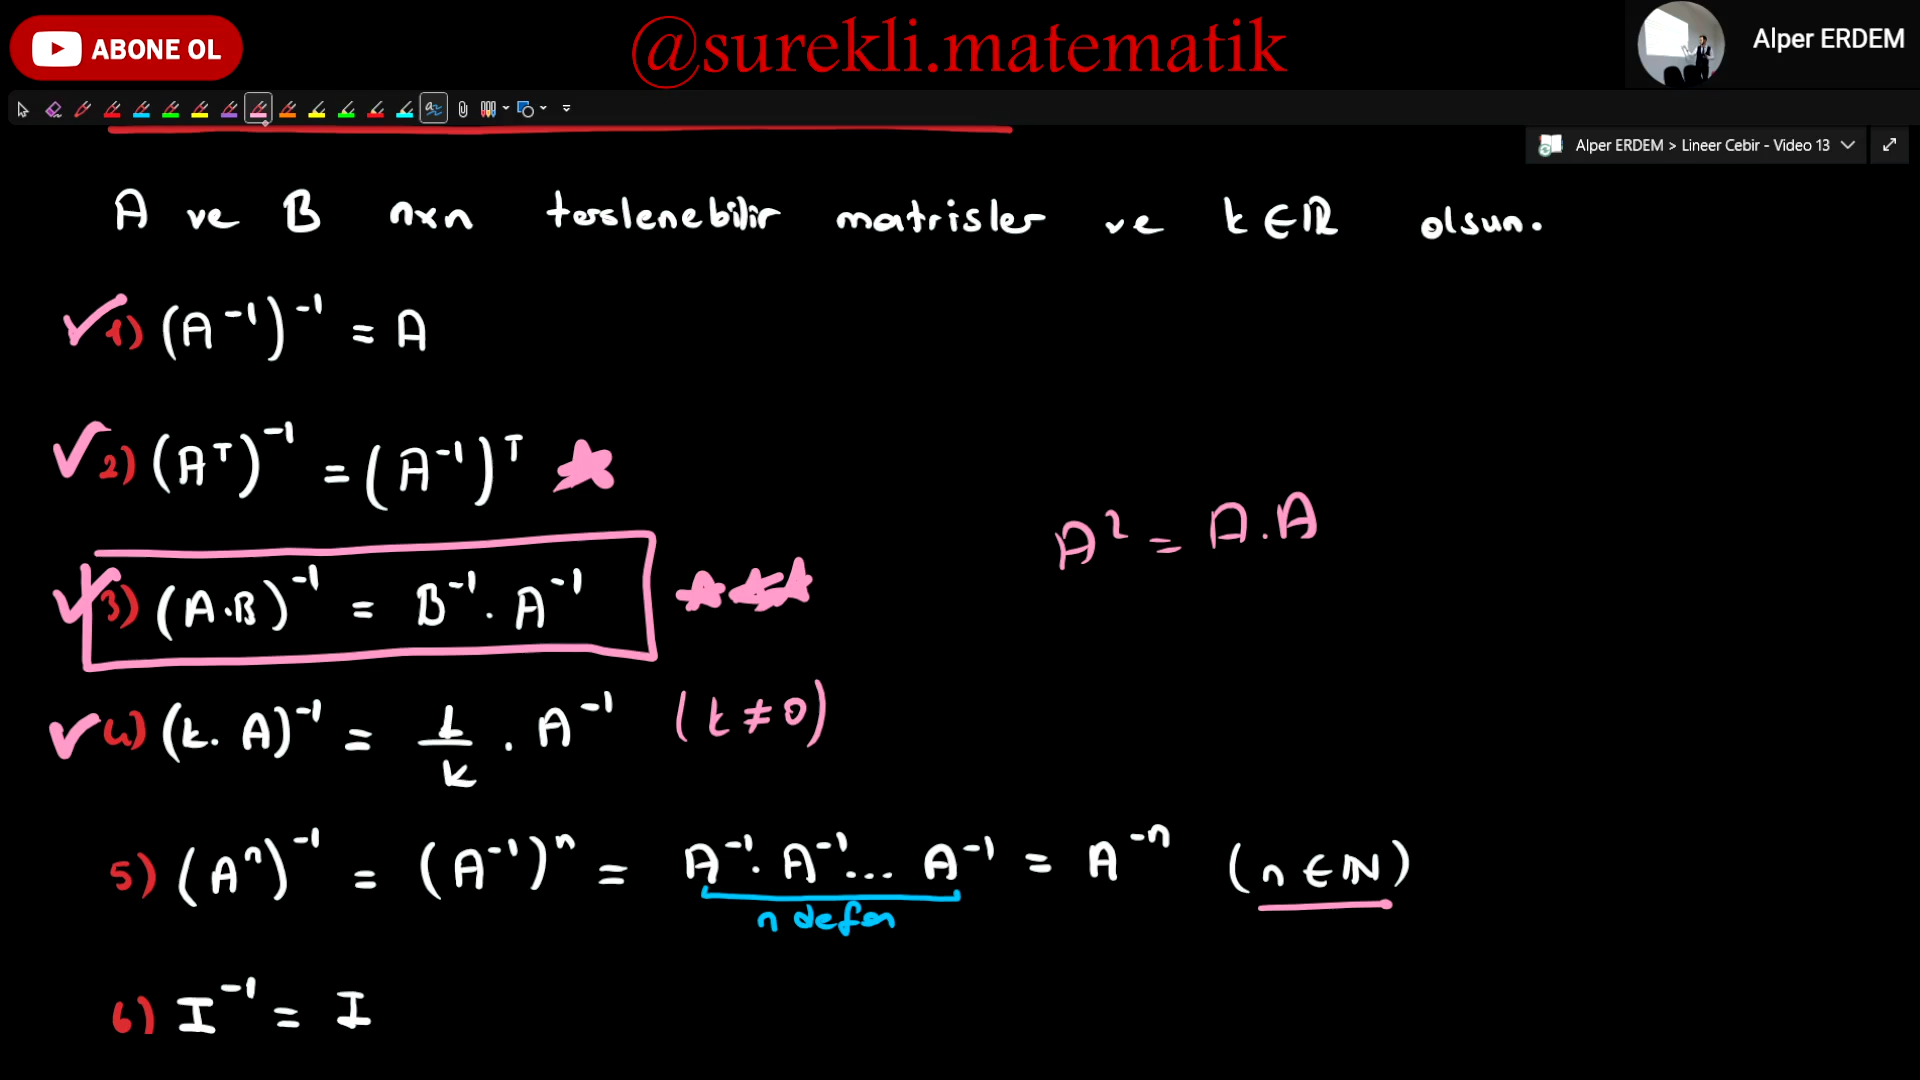 ABONE OL
@surekli.matematik
Alper ERDEM
Alper ERDEM > Lineer Cebir - Video 13
A ve B nxn terslenebilir matrisler ve k∈ℝ olsun.
1) (A⁻¹)⁻¹ = A
2) (Aᵀ)⁻¹ = (A⁻¹)ᵀ
A² = A.A
3) (A.B)⁻¹ = B⁻¹ . A⁻¹
4) (k. A)⁻¹ = 1/k . A⁻¹ (k ≠ 0)
5) (Aⁿ)⁻¹ = (A⁻¹)ⁿ = A⁻¹. A⁻¹... A⁻¹ = A⁻ⁿ (n ∈ ℕ)
n defa
6) I⁻¹ = I